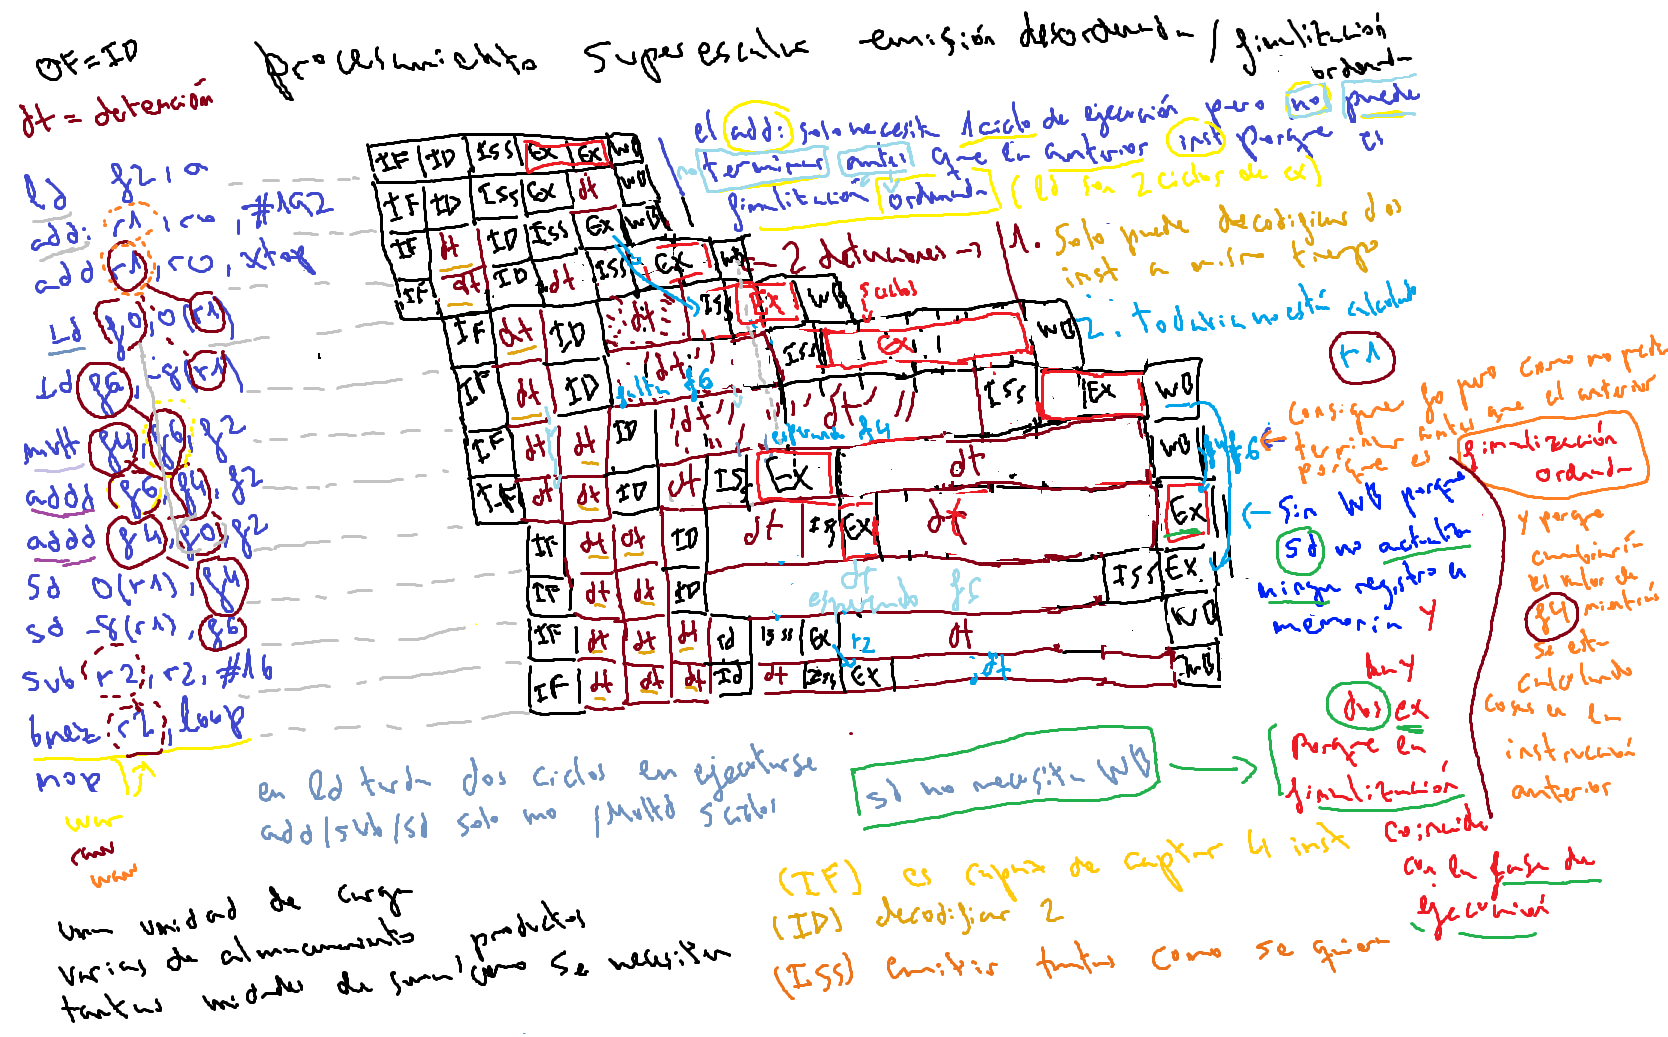 OF = ID
procesamiento superescalar emisión desordenada / finalización ordenada
dt = detención
el add: solo necesita 1 ciclo de ejecución pero no puede
terminar antes que la anterior inst porque es
finalización ordenada (ld son 2 ciclos de ex)
ld f2, a
add: r1, r0, #192
add r1, r0, xtop
ld f0, 0(r1)
ld f6, -8(r1)
multd f4, f6, f2
addd f6, f4, f2
addd f4, f0, f2
sd 0(r1), f4
sd -8(r1), f6
sub r2, r2, #16
bnez r2, loop
nop
war
raw
waw
IF ID ISS EX EX WB
IF ID ISS EX dt WB
IF dt ID ISS EX WB
IF dt ID dt ISS EX WB
IF dt ID dt ISS EX WB
IF dt ID dt ISS EX WB
falta f6
5 ciclos
IF dt dt ID dt ISS EX WB
esperando f4
IF dt dt ID dt ISS EX dt WB
IF dt dt ID dt ISS EX dt EX
IF dt dt ID dt ISS EX
esperando f6
IF dt dt dt id ISS EX dt WB
r2
IF dt dt dt Id dt ISS EX dt WB
2 detenciones → 1. Solo puede decodificar dos
inst a mismo tiempo
2. Todavía no está calculado
r1
consigue f0 pero como no puede
terminar antes que el anterior
porque es finalización
ordenada
y porque
cambiaría
el valor de
f4 mientras
se está
calculando
cosas en la
instrucción
anterior
f6
← Sin WB porque
sd no actualiza
ningún registro en
memoria y
hay
dos ex
porque en
finalización
coincide
con la fase de
ejecución
en ld tarda dos ciclos en ejecutarse
add/sub/sd solo uno / Multd 5 ciclos
sd no necesita WB →
una unidad de carga
varias de almacenamiento
tantas unidades de suma/productos como se necesitan
(IF) es capaz de captar 4 inst
(ID) decodificar 2
(ISS) emitir tantas como se quiera